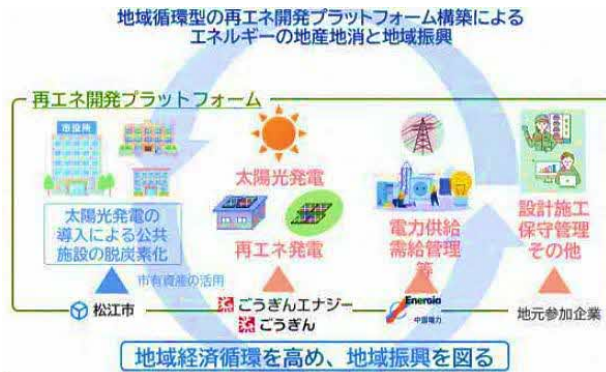 地域循環型の再エネ開発プラットフォーム構築による
エネルギーの地産地消と地域振興
再エネ開発プラットフォーム
市役所
太陽光発電の
導入による公共
施設の脱炭素化
太陽光発電
再エネ発電
電力供給
需給管理
等
設計施工
保守管理
その他
市有資産の活用
松江市
ごうぎんエナジー
ごうぎん
Energia
中国電力
地元参加企業
地域経済循環を高め、地域振興を図る